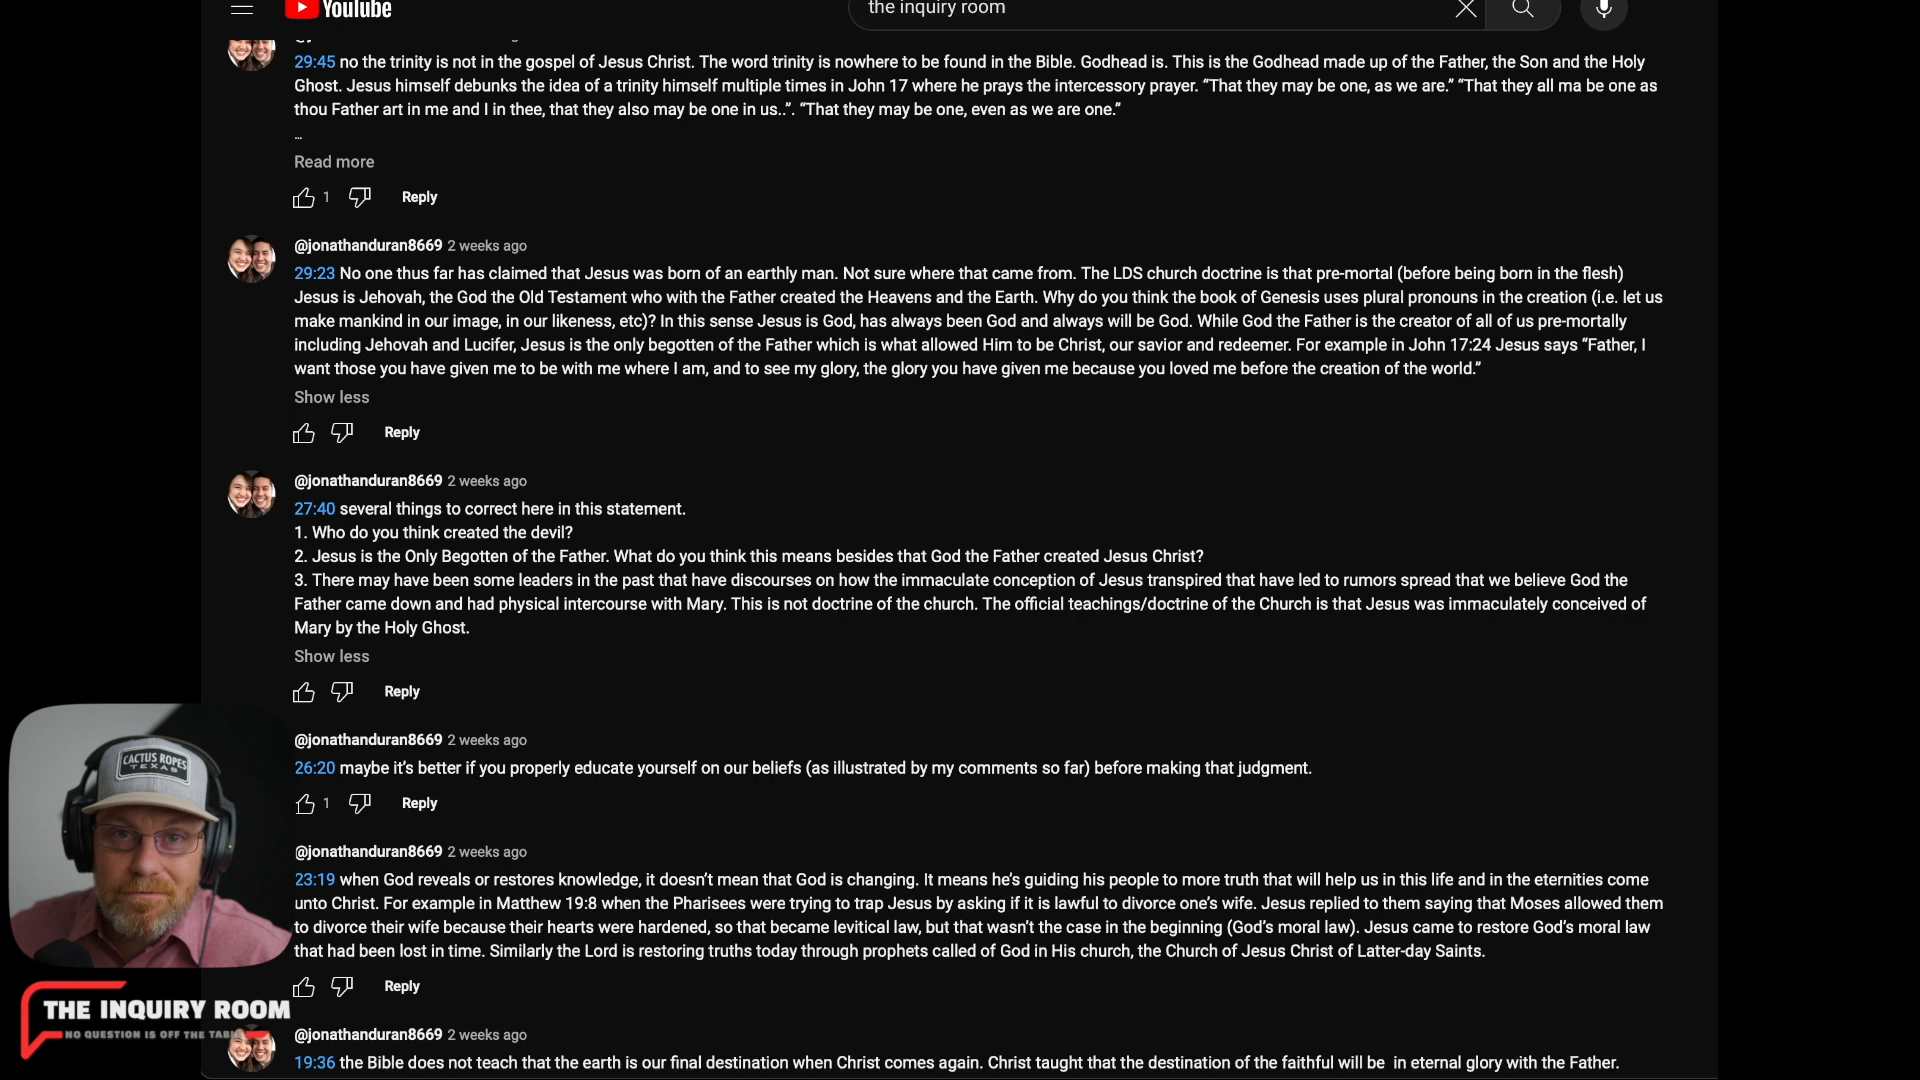 YouTube
the inquiry room
29:45 no the trinity is not in the gospel of Jesus Christ. The word trinity is nowhere to be found in the Bible. Godhead is. This is the Godhead made up of the Father, the Son and the Holy
Ghost. Jesus himself debunks the idea of a trinity himself multiple times in John 17 where he prays the intercessory prayer. “That they may be one, as we are.” “That they all ma be one as
thou Father art in me and I in thee, that they also may be one in us..”. “That they may be one, even as we are one.”
...
Read more
1 Reply
@jonathanduran8669 2 weeks ago
29:23 No one thus far has claimed that Jesus was born of an earthly man. Not sure where that came from. The LDS church doctrine is that pre-mortal (before being born in the flesh)
Jesus is Jehovah, the God the Old Testament who with the Father created the Heavens and the Earth. Why do you think the book of Genesis uses plural pronouns in the creation (i.e. let us
make mankind in our image, in our likeness, etc)? In this sense Jesus is God, has always been God and always will be God. While God the Father is the creator of all of us pre-mortally
including Jehovah and Lucifer, Jesus is the only begotten of the Father which is what allowed Him to be Christ, our savior and redeemer. For example in John 17:24 Jesus says “Father, I
want those you have given me to be with me where I am, and to see my glory, the glory you have given me because you loved me before the creation of the world.”
Show less
Reply
@jonathanduran8669 2 weeks ago
27:40 several things to correct here in this statement.
1. Who do you think created the devil?
2. Jesus is the Only Begotten of the Father. What do you think this means besides that God the Father created Jesus Christ?
3. There may have been some leaders in the past that have discourses on how the immaculate conception of Jesus transpired that have led to rumors spread that we believe God the
Father came down and had physical intercourse with Mary. This is not doctrine of the church. The official teachings/doctrine of the Church is that Jesus was immaculately conceived of
Mary by the Holy Ghost.
Show less
Reply
@jonathanduran8669 2 weeks ago
26:20 maybe it’s better if you properly educate yourself on our beliefs (as illustrated by my comments so far) before making that judgment.
1 Reply
@jonathanduran8669 2 weeks ago
23:19 when God reveals or restores knowledge, it doesn’t mean that God is changing. It means he’s guiding his people to more truth that will help us in this life and in the eternities come
unto Christ. For example in Matthew 19:8 when the Pharisees were trying to trap Jesus by asking if it is lawful to divorce one’s wife. Jesus replied to them saying that Moses allowed them
to divorce their wife because their hearts were hardened, so that became levitical law, but that wasn’t the case in the beginning (God’s moral law). Jesus came to restore God’s moral law
that had been lost in time. Similarly the Lord is restoring truths today through prophets called of God in His church, the Church of Jesus Christ of Latter-day Saints.
Reply
@jonathanduran8669 2 weeks ago
19:36 the Bible does not teach that the earth is our final destination when Christ comes again. Christ taught that the destination of the faithful will be in eternal glory with the Father.
CACTUS ROPES
TEXAS
THE INQUIRY ROOM
NO QUESTION IS OFF THE TABLE